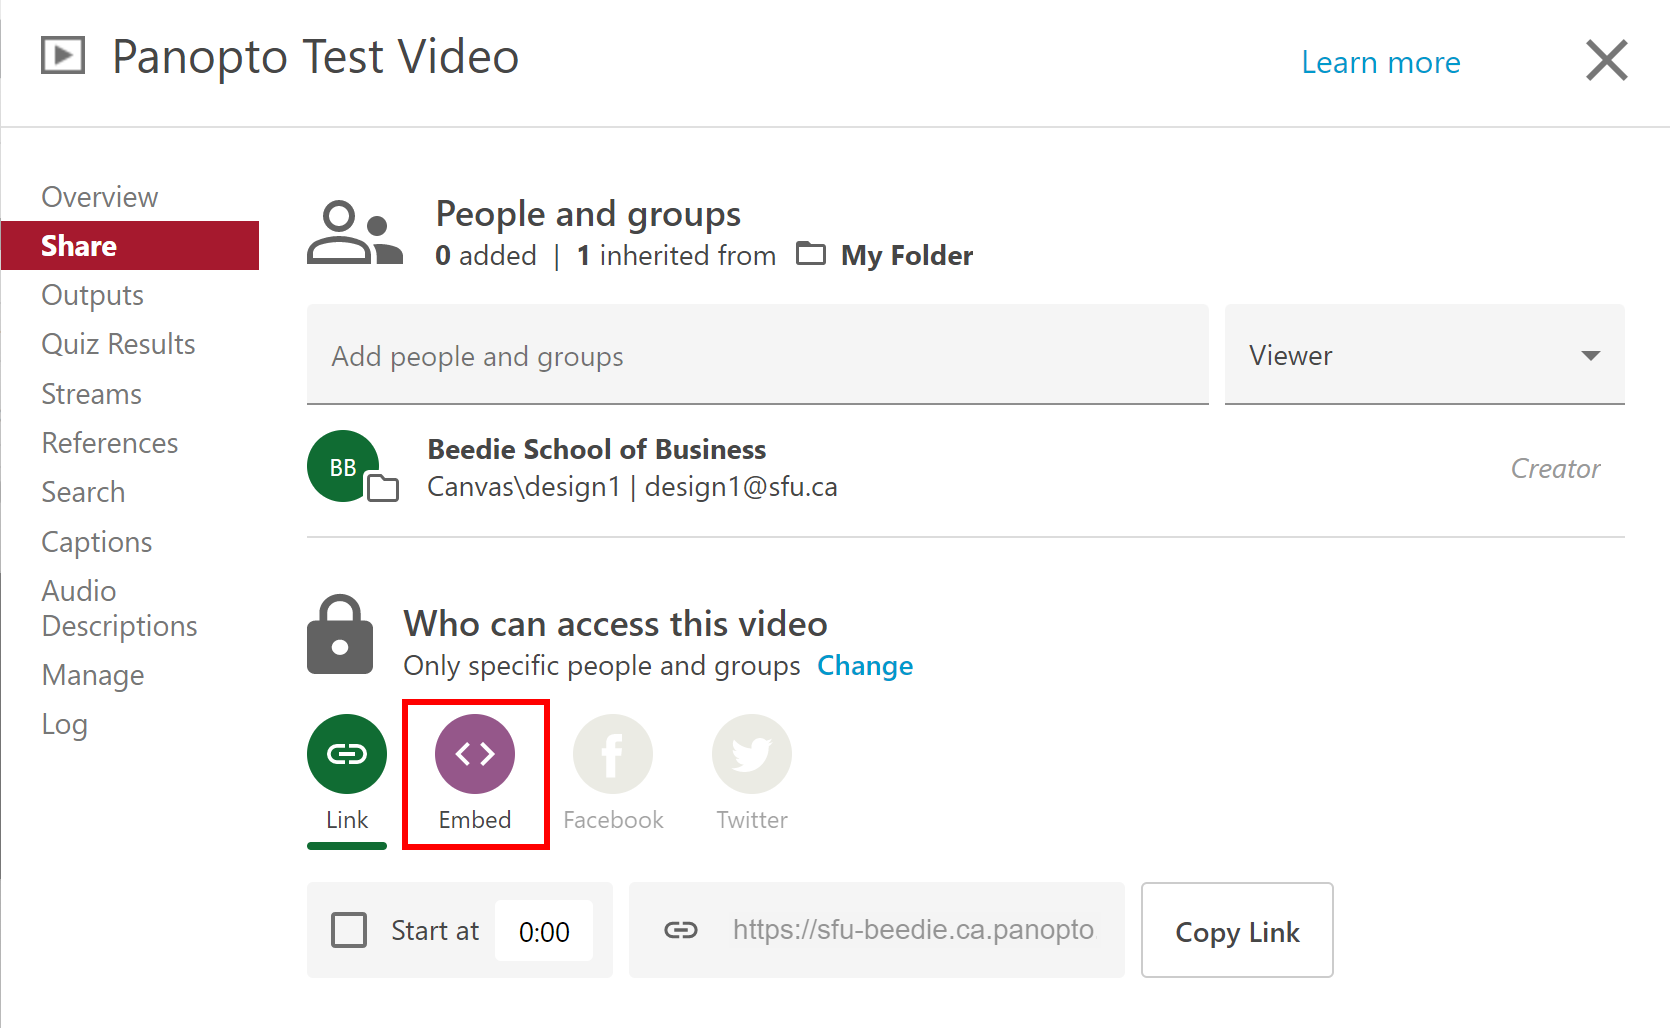 Panopto Test Video
Learn more
Overview
Share
Outputs
Quiz Results
Streams
References
Search
Captions
Audio
Descriptions
Manage
Log
People and groups
0 added | 1 inherited from My Folder
Add people and groups
Viewer
BB
Beedie School of Business
Canvas\design1 | design1@sfu.ca
Creator
Who can access this video
Only specific people and groups Change
Link
Embed
Facebook
Twitter
Start at 0:00
https://sfu-beedie.ca.panopto
Copy Link